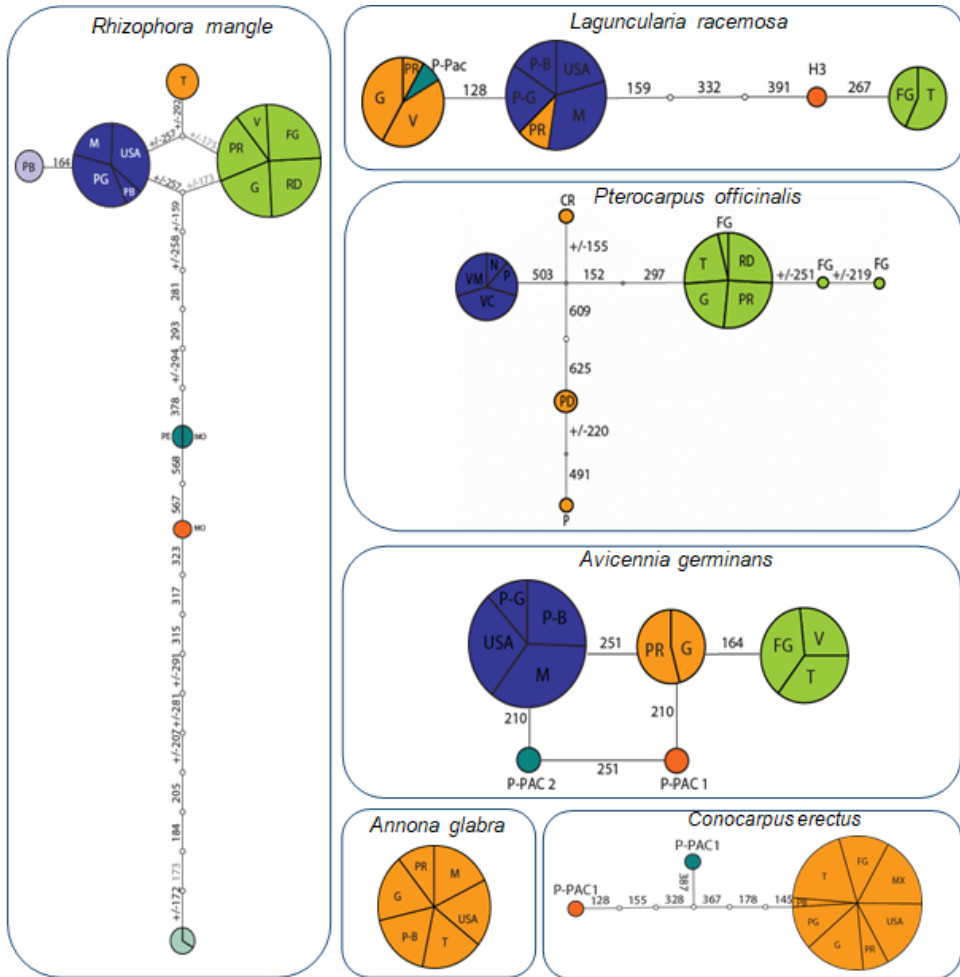 Rhizophora mangle
T
+/-292
+/-257
+/-173
M
USA
PG
PB
PB
164
V
FG
PR
G
RD
+/-257
+/-173
+/-159
+/-258
281
293
+/-294
378
PE
MO
568
567
MO
323
317
315
+/-291
+/-281
+/-207
205
184
173
+/-172
Laguncularia racemosa
PR
P-Pac
G
V
128
P-B
USA
P-G
M
PR
159
332
391
H3
267
FG
T
Pterocarpus officinalis
CR
+/-155
N
P
VM
VC
503
152
297
FG
T
RD
G
PR
+/-251
FG
+/-219
FG
609
625
PD
+/-220
491
P
Avicennia germinans
P-G
P-B
USA
M
251
PR
G
164
FG
V
T
210
210
P-PAC 2
251
P-PAC 1
Annona glabra
PR
M
G
USA
P-B
T
Conocarpus erectus
P-PAC1
387
P-PAC1
128
155
328
367
178
145
PB
T
FG
MX
USA
PR
G
PG